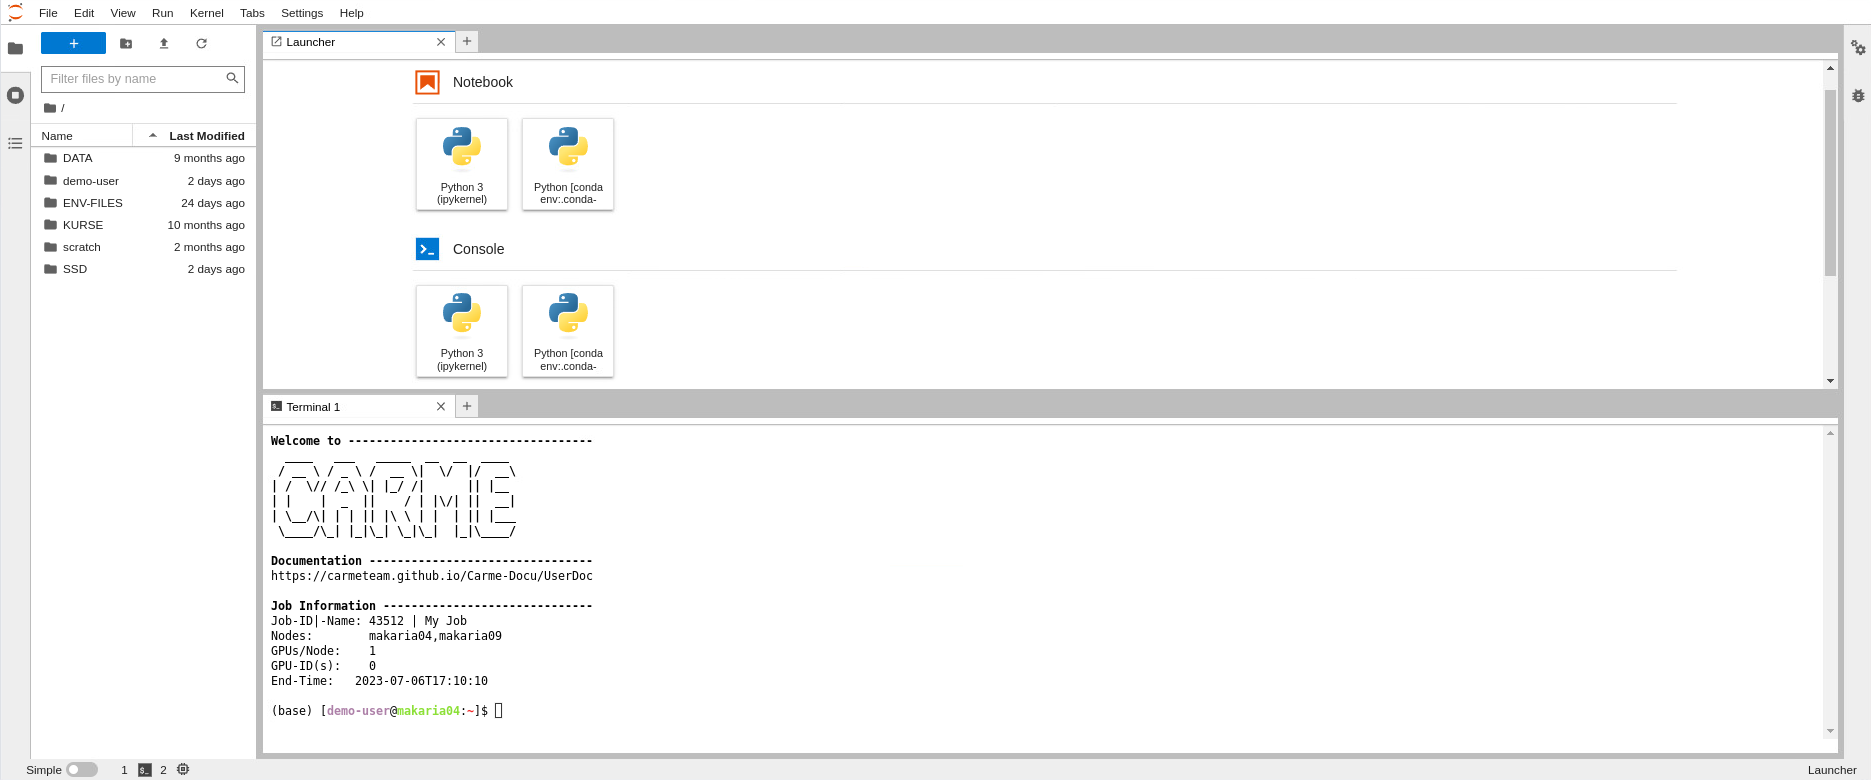 File Edit View Run Kernel Tabs Settings Help
+
Filter files by name
/
Name Last Modified
DATA 9 months ago
demo-user 2 days ago
ENV-FILES 24 days ago
KURSE 10 months ago
scratch 2 months ago
SSD 2 days ago
Launcher
Notebook
Python 3
(ipykernel)
Python [conda
env:.conda-
Console
Python 3
(ipykernel)
Python [conda
env:.conda-
Terminal 1
Welcome to -----------------------------------
CARME
Documentation --------------------------------
https://carmeteam.github.io/Carme-Docu/UserDoc
Job Information ------------------------------
Job-ID|-Name: 43512 | My Job
Nodes: makaria04,makaria09
GPUs/Node: 1
GPU-ID(s): 0
End-Time: 2023-07-06T17:10:10
(base) [demo-user@makaria04:~]$
Simple 1 $_ 2 Launcher